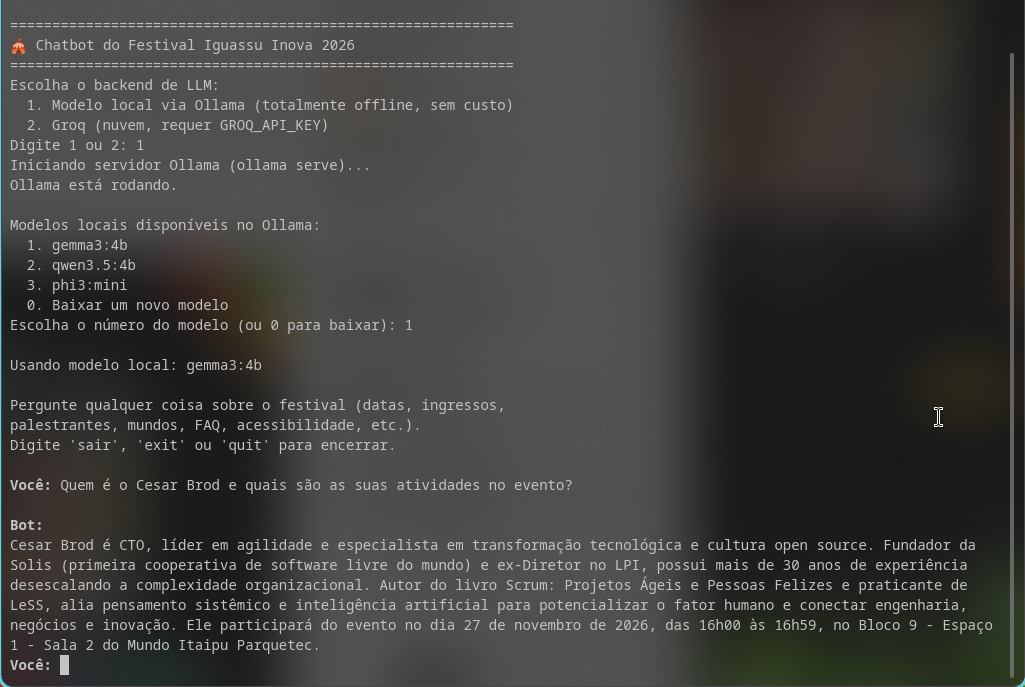 ============================================================
🎪 Chatbot do Festival Iguassu Inova 2026
============================================================
Escolha o backend de LLM:
  1. Modelo local via Ollama (totalmente offline, sem custo)
  2. Groq (nuvem, requer GROQ_API_KEY)
Digite 1 ou 2: 1
Iniciando servidor Ollama (ollama serve)...
Ollama está rodando.

Modelos locais disponíveis no Ollama:
  1. gemma3:4b
  2. qwen3.5:4b
  3. phi3:mini
  0. Baixar um novo modelo
Escolha o número do modelo (ou 0 para baixar): 1

Usando modelo local: gemma3:4b

Pergunte qualquer coisa sobre o festival (datas, ingressos,
palestrantes, mundos, FAQ, acessibilidade, etc.).
Digite 'sair', 'exit' ou 'quit' para encerrar.

Você: Quem é o Cesar Brod e quais são as suas atividades no evento?

Bot:
Cesar Brod é CTO, líder em agilidade e especialista em transformação tecnológica e cultura open source. Fundador da
Solis (primeira cooperativa de software livre do mundo) e ex-Diretor no LPI, possui mais de 30 anos de experiência
desescalando a complexidade organizacional. Autor do livro Scrum: Projetos Ágeis e Pessoas Felizes e praticante de
LeSS, alia pensamento sistêmico e inteligência artificial para potencializar o fator humano e conectar engenharia,
negócios e inovação. Ele participará do evento no dia 27 de novembro de 2026, das 16h00 às 16h59, no Bloco 9 - Espaço
1 - Sala 2 do Mundo Itaipu Parquetec.
Você: